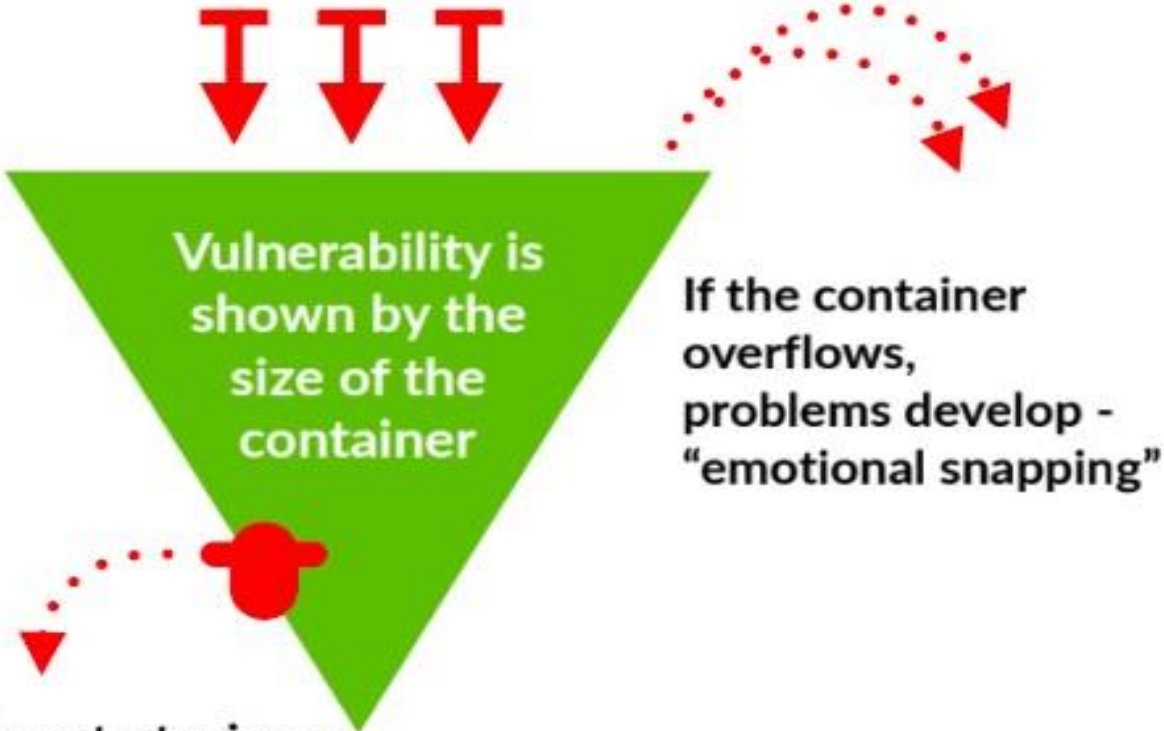 Vulnerability is
shown by the
size of the
container
If the container
overflows,
problems develop -
“emotional snapping”